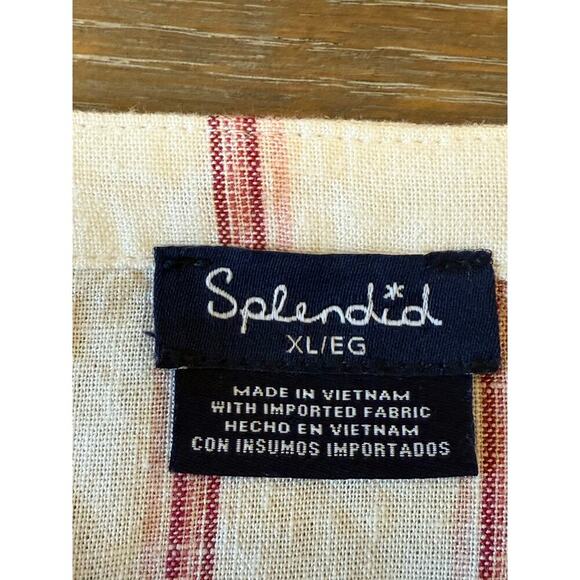 Splendid
XL/EG
MADE IN VIETNAM
WITH IMPORTED FABRIC
HECHO EN VIETNAM
CON INSUMOS IMPORTADOS